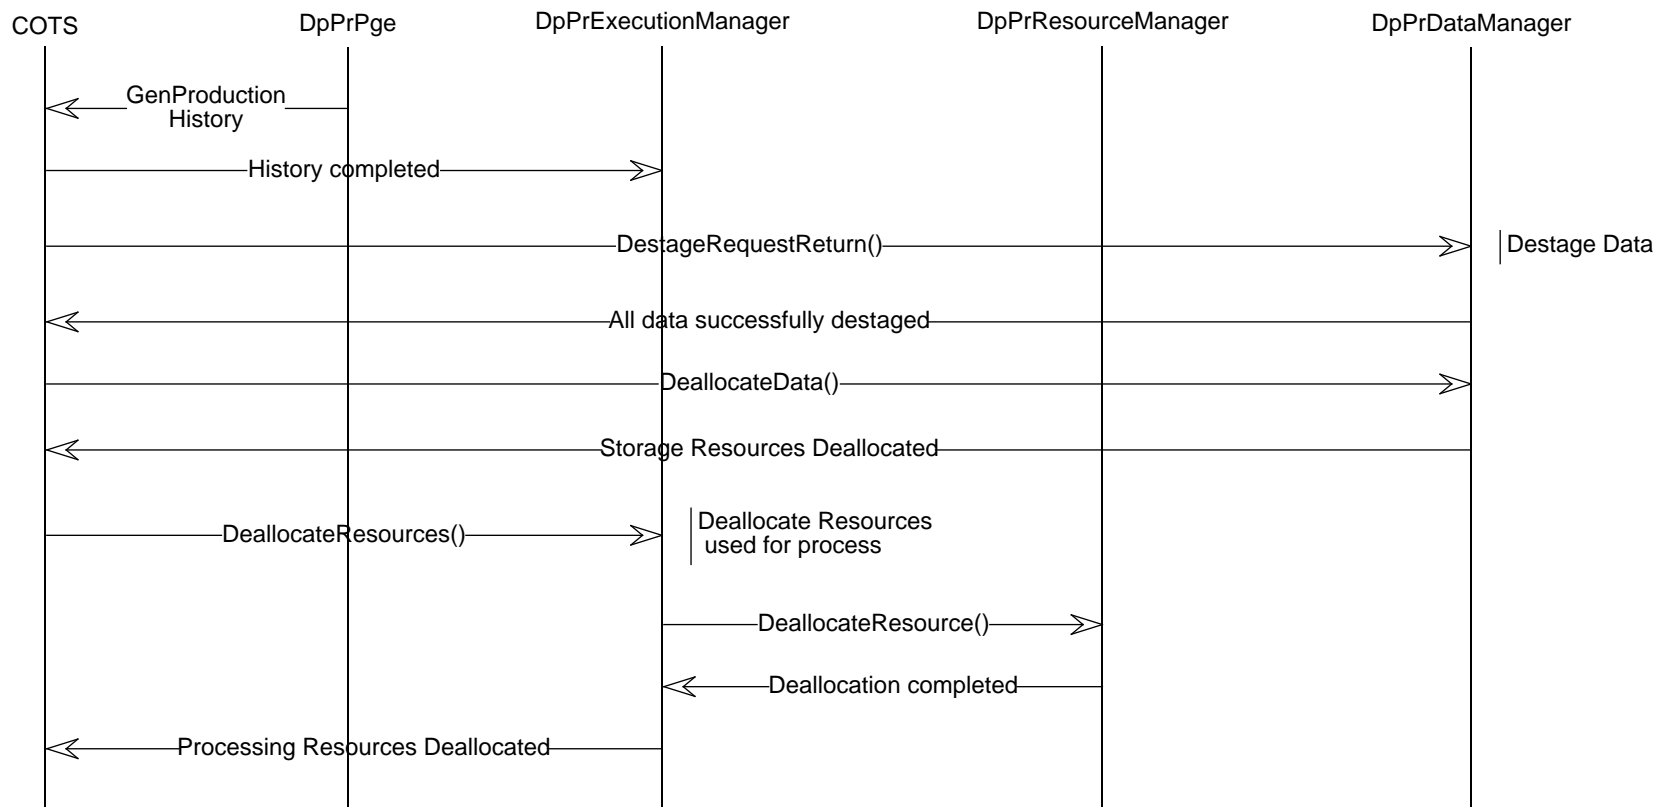 COTS
DpPrPge
DpPrExecutionManager
DpPrResourceManager
DpPrDataManager
GenProduction
History
History completed
DestageRequestReturn()
Destage Data
All data successfully destaged
DeallocateData()
Storage Resources Deallocated
DeallocateResources()
Deallocate Resources
used for process
DeallocateResource()
Deallocation completed
Processing Resources Deallocated